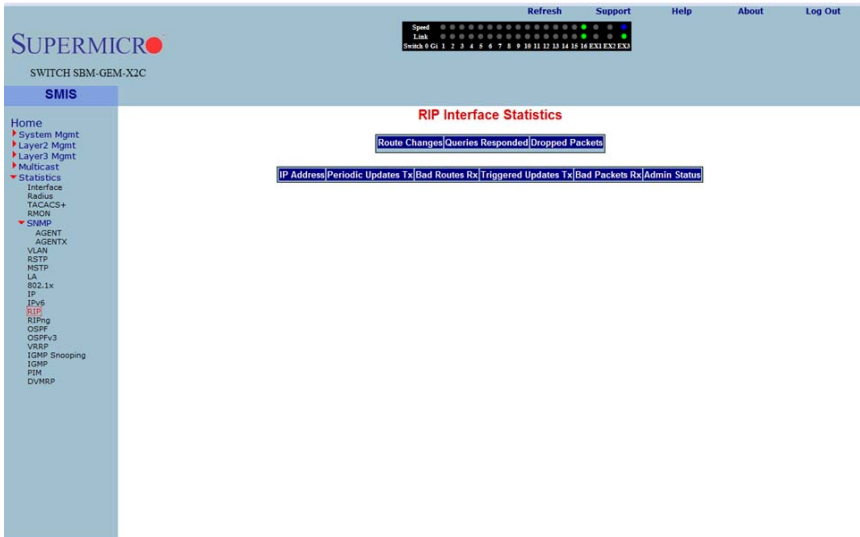 Refresh Support Help About Log Out
Speed
Link
Switch 0 Gi 1 2 3 4 5 6 7 8 9 10 11 12 13 14 15 16 EX1 EX2 EX3
SUPERMICRO
SWITCH SBM-GEM-X2C
SMIS
Home
System Mgmt
Layer2 Mgmt
Layer3 Mgmt
Multicast
Statistics
Interface
Radius
TACACS+
RMON
SNMP
AGENT
AGENTX
VLAN
RSTP
MSTP
LA
802.1x
IP
IPv6
RIP
RIPng
OSPF
OSPFv3
VRRP
IGMP Snooping
IGMP
PIM
DVMRP
RIP Interface Statistics
Route Changes Queries Responded Dropped Packets
IP Address Periodic Updates Tx Bad Routes Rx Triggered Updates Tx Bad Packets Rx Admin Status